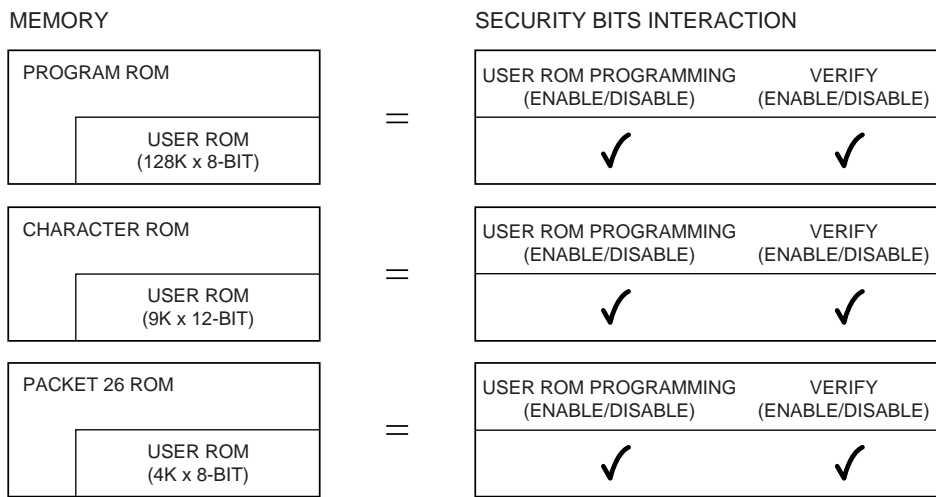 MEMORY
SECURITY BITS INTERACTION
PROGRAM ROM
USER ROM
(128K x 8-BIT)
=
USER ROM PROGRAMMING
(ENABLE/DISABLE)
VERIFY
(ENABLE/DISABLE)
CHARACTER ROM
USER ROM
(9K x 12-BIT)
=
USER ROM PROGRAMMING
(ENABLE/DISABLE)
VERIFY
(ENABLE/DISABLE)
PACKET 26 ROM
USER ROM
(4K x 8-BIT)
=
USER ROM PROGRAMMING
(ENABLE/DISABLE)
VERIFY
(ENABLE/DISABLE)